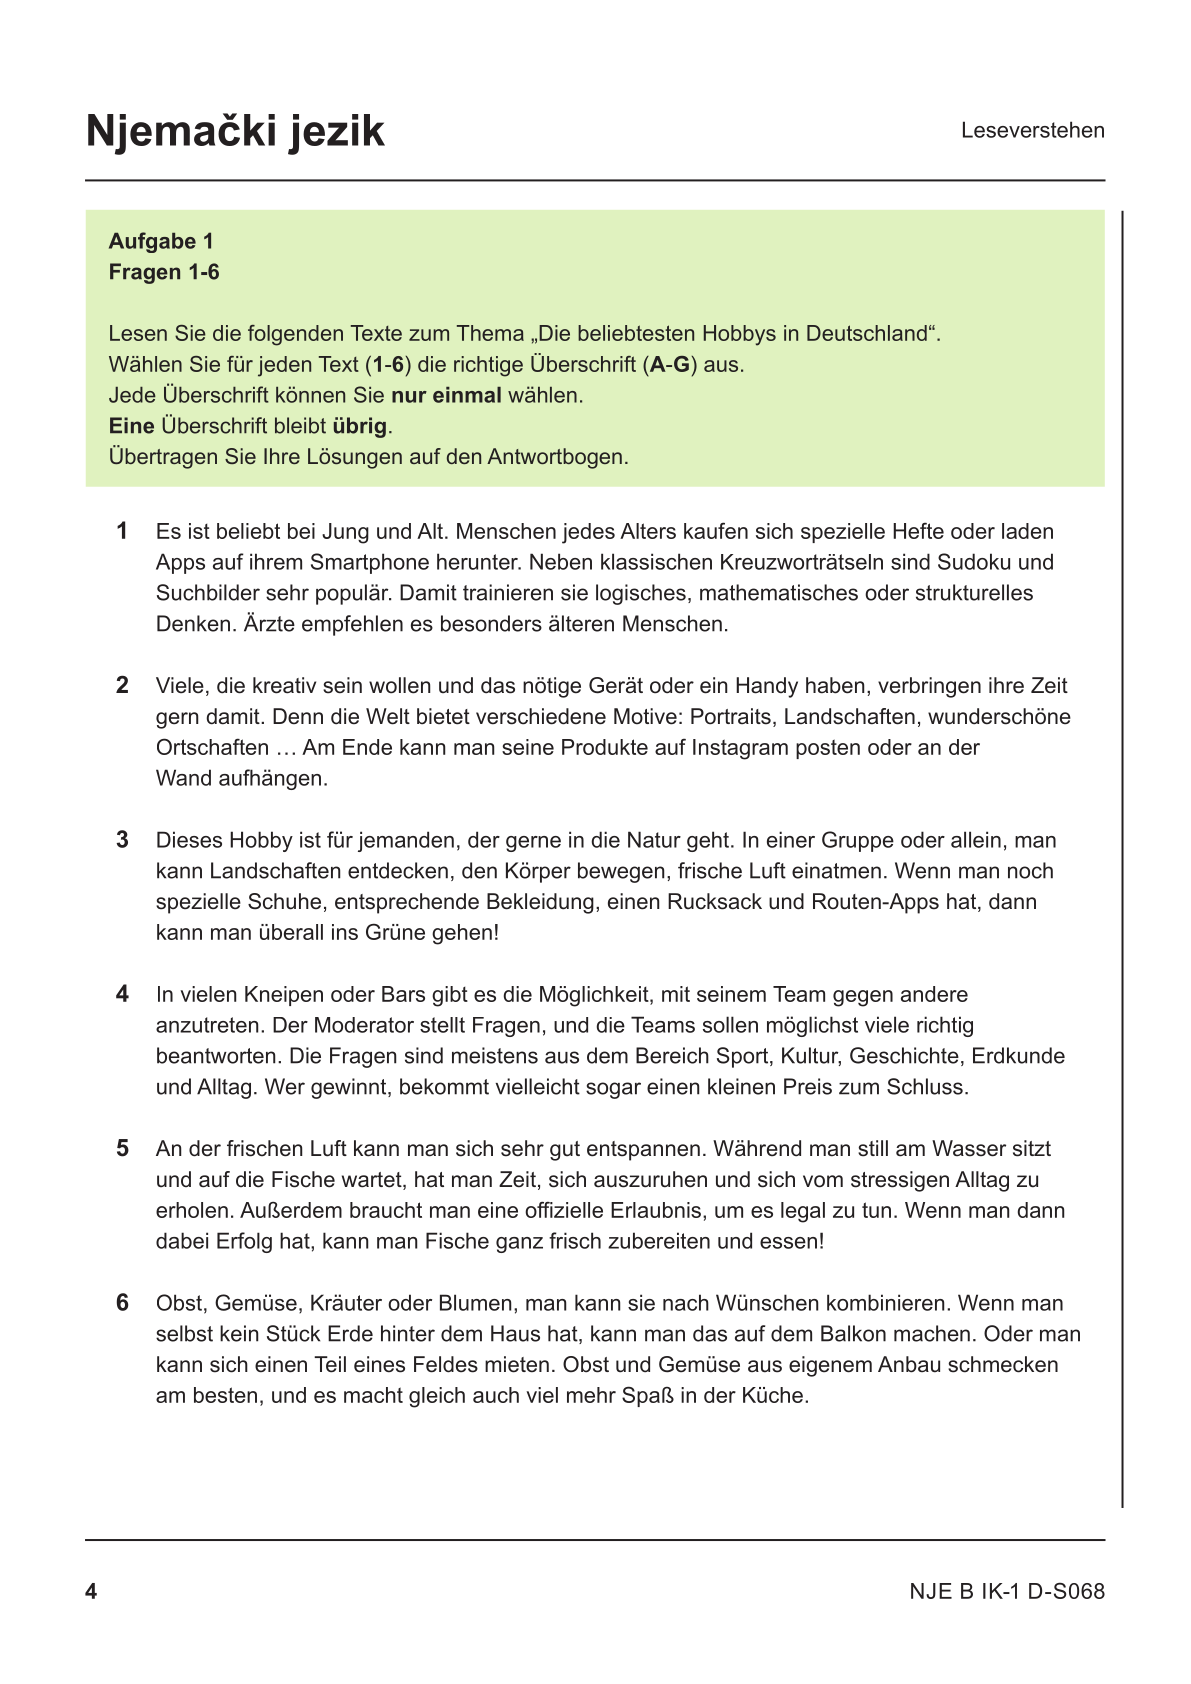 Njemački jezik
Leseverstehen
Aufgabe 1
Fragen 1-6
Lesen Sie die folgenden Texte zum Thema „Die beliebtesten Hobbys in Deutschland“.
Wählen Sie für jeden Text (1-6) die richtige Überschrift (A-G) aus.
Jede Überschrift können Sie nur einmal wählen.
Eine Überschrift bleibt übrig.
Übertragen Sie Ihre Lösungen auf den Antwortbogen.
1 Es ist beliebt bei Jung und Alt. Menschen jedes Alters kaufen sich spezielle Hefte oder laden
Apps auf ihrem Smartphone herunter. Neben klassischen Kreuzworträtseln sind Sudoku und
Suchbilder sehr populär. Damit trainieren sie logisches, mathematisches oder strukturelles
Denken. Ärzte empfehlen es besonders älteren Menschen.
2 Viele, die kreativ sein wollen und das nötige Gerät oder ein Handy haben, verbringen ihre Zeit
gern damit. Denn die Welt bietet verschiedene Motive: Portraits, Landschaften, wunderschöne
Ortschaften … Am Ende kann man seine Produkte auf Instagram posten oder an der
Wand aufhängen.
3 Dieses Hobby ist für jemanden, der gerne in die Natur geht. In einer Gruppe oder allein, man
kann Landschaften entdecken, den Körper bewegen, frische Luft einatmen. Wenn man noch
spezielle Schuhe, entsprechende Bekleidung, einen Rucksack und Routen-Apps hat, dann
kann man überall ins Grüne gehen!
4 In vielen Kneipen oder Bars gibt es die Möglichkeit, mit seinem Team gegen andere
anzutreten. Der Moderator stellt Fragen, und die Teams sollen möglichst viele richtig
beantworten. Die Fragen sind meistens aus dem Bereich Sport, Kultur, Geschichte, Erdkunde
und Alltag. Wer gewinnt, bekommt vielleicht sogar einen kleinen Preis zum Schluss.
5 An der frischen Luft kann man sich sehr gut entspannen. Während man still am Wasser sitzt
und auf die Fische wartet, hat man Zeit, sich auszuruhen und sich vom stressigen Alltag zu
erholen. Außerdem braucht man eine offizielle Erlaubnis, um es legal zu tun. Wenn man dann
dabei Erfolg hat, kann man Fische ganz frisch zubereiten und essen!
6 Obst, Gemüse, Kräuter oder Blumen, man kann sie nach Wünschen kombinieren. Wenn man
selbst kein Stück Erde hinter dem Haus hat, kann man das auf dem Balkon machen. Oder man
kann sich einen Teil eines Feldes mieten. Obst und Gemüse aus eigenem Anbau schmecken
am besten, und es macht gleich auch viel mehr Spaß in der Küche.
4
NJE B IK-1 D-S068